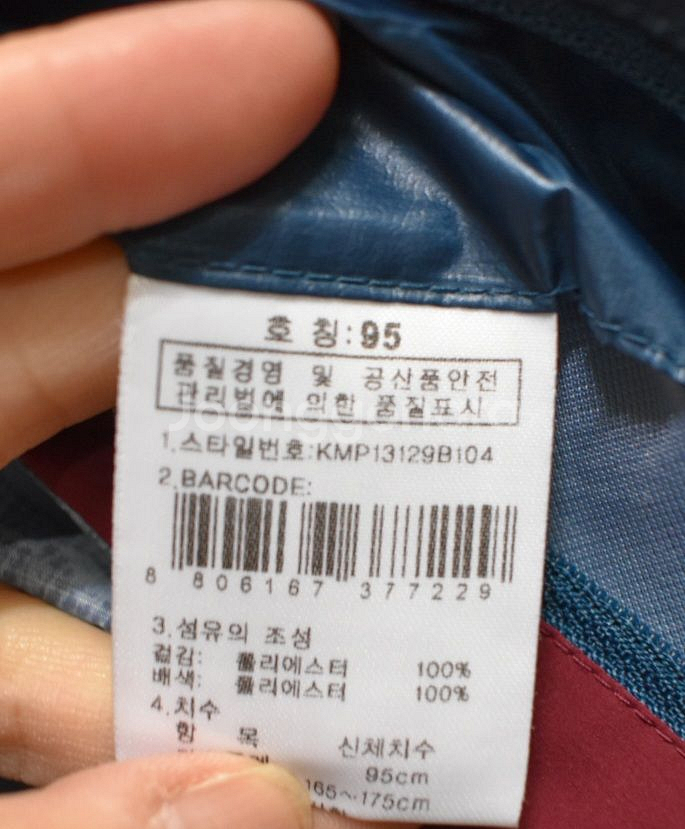 호 칭:95
품질경영 및 공산품안전
관리법에 의한 품질표시
1.스타일번호:KMP13129B104
2.BARCODE:
8 806167 377229
3.섬유의 조성
겉감: 폴리에스터 100%
배색: 폴리에스터 100%
4.치수
항 목 신체치수
95cm
165~175cm